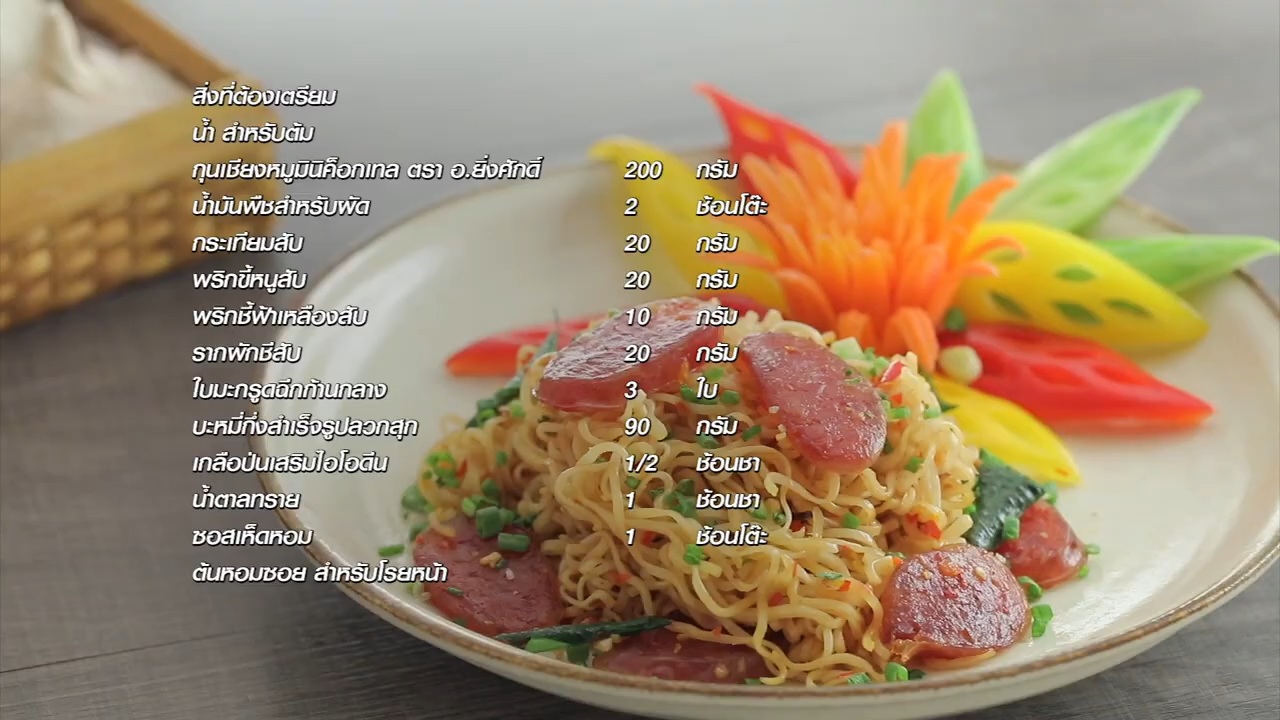 สิ่งที่ต้องเตรียม
น้ำ สำหรับต้ม
กุนเชียงหมูมินิค็อกเทล ตรา อ.ยิ่งศักดิ์ 200 กรัม
น้ำมันพืชสำหรับผัด 2 ช้อนโต๊ะ
กระเทียมสับ 20 กรัม
พริกขี้หนูสับ 20 กรัม
พริกชี้ฟ้าเหลืองสับ 10 กรัม
รากผักชีสับ 20 กรัม
ใบมะกรูดฉีกก้านกลาง 3 ใบ
บะหมี่กึ่งสำเร็จรูปลวกสุก 90 กรัม
เกลือป่นเสริมไอโอดีน 1/2 ช้อนชา
น้ำตาลทราย 1 ช้อนชา
ซอสเห็ดหอม 1 ช้อนโต๊ะ
ต้นหอมซอย สำหรับโรยหน้า